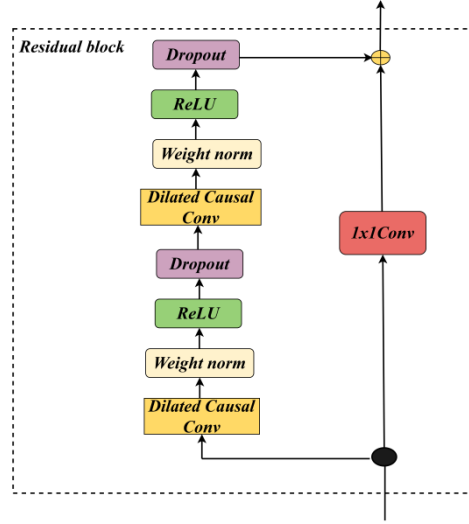 Residual block
Dropout
ReLU
Weight norm
Dilated Causal
Conv
1x1Conv
Dropout
ReLU
Weight norm
Dilated Causal
Conv